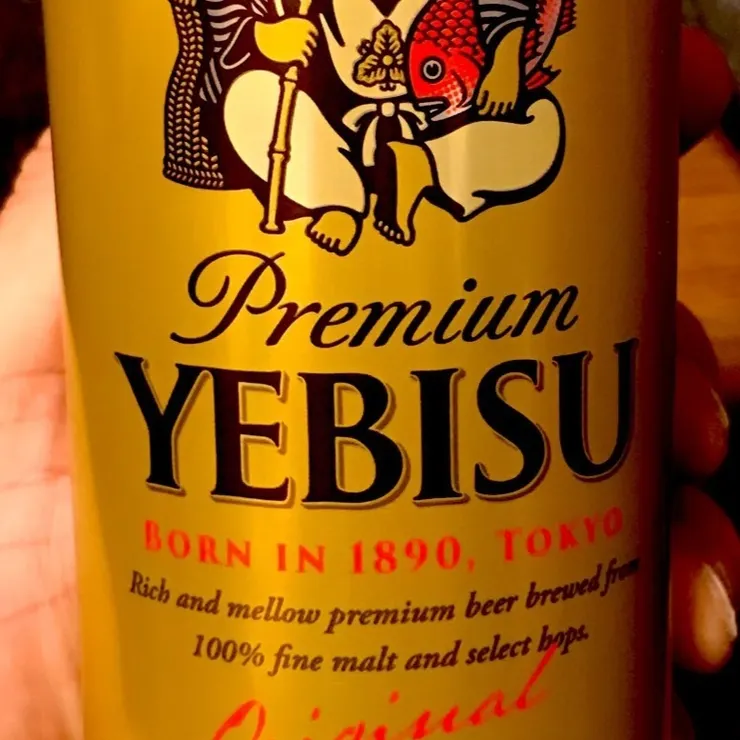 Premium
YEBISU
BORN IN 1890, TOKYO
Rich and mellow premium beer brewed from
100% fine malt and select hops.
Original